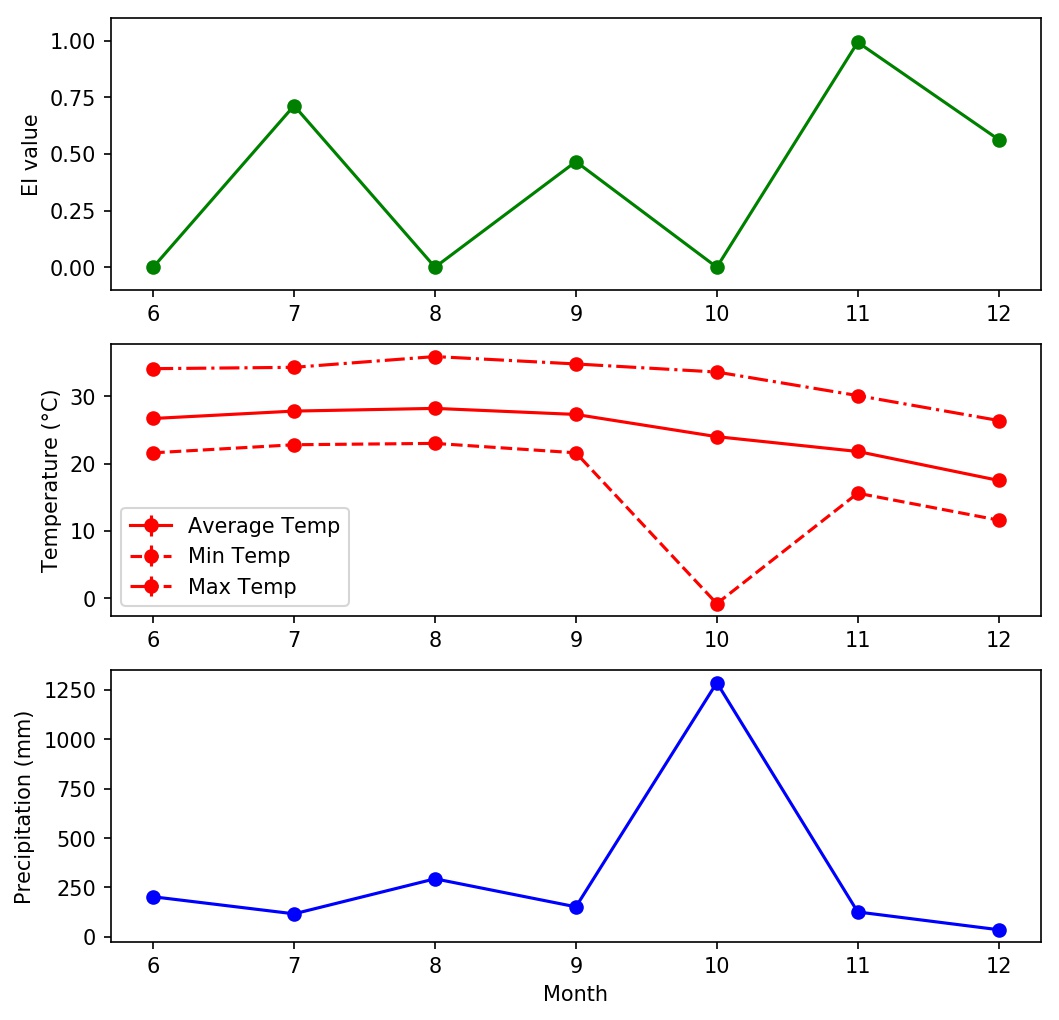 EI value
1.00
0.75
0.50
0.25
0.00
6 7 8 9 10 11 12
Temperature (°C)
30
20
10
0
Average Temp
Min Temp
Max Temp
6 7 8 9 10 11 12
Precipitation (mm)
1250
1000
750
500
250
0
6 7 8 9 10 11 12
Month